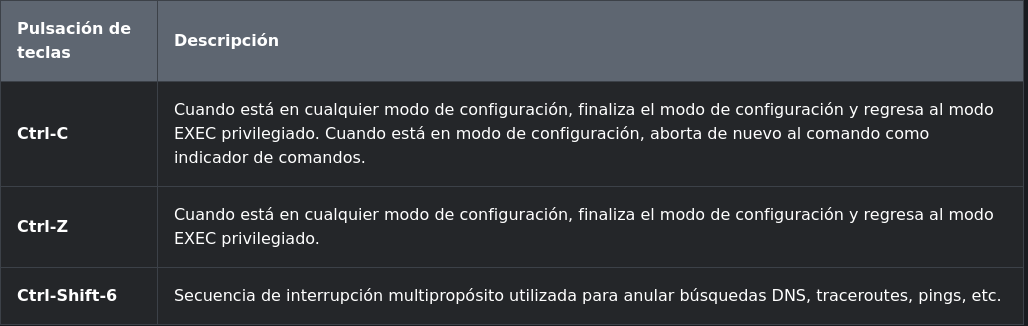 Pulsación de
teclas
Descripción
Ctrl-C
Cuando está en cualquier modo de configuración, finaliza el modo de configuración y regresa al modo
EXEC privilegiado. Cuando está en modo de configuración, aborta de nuevo al comando como
indicador de comandos.
Ctrl-Z
Cuando está en cualquier modo de configuración, finaliza el modo de configuración y regresa al modo
EXEC privilegiado.
Ctrl-Shift-6
Secuencia de interrupción multipropósito utilizada para anular búsquedas DNS, traceroutes, pings, etc.